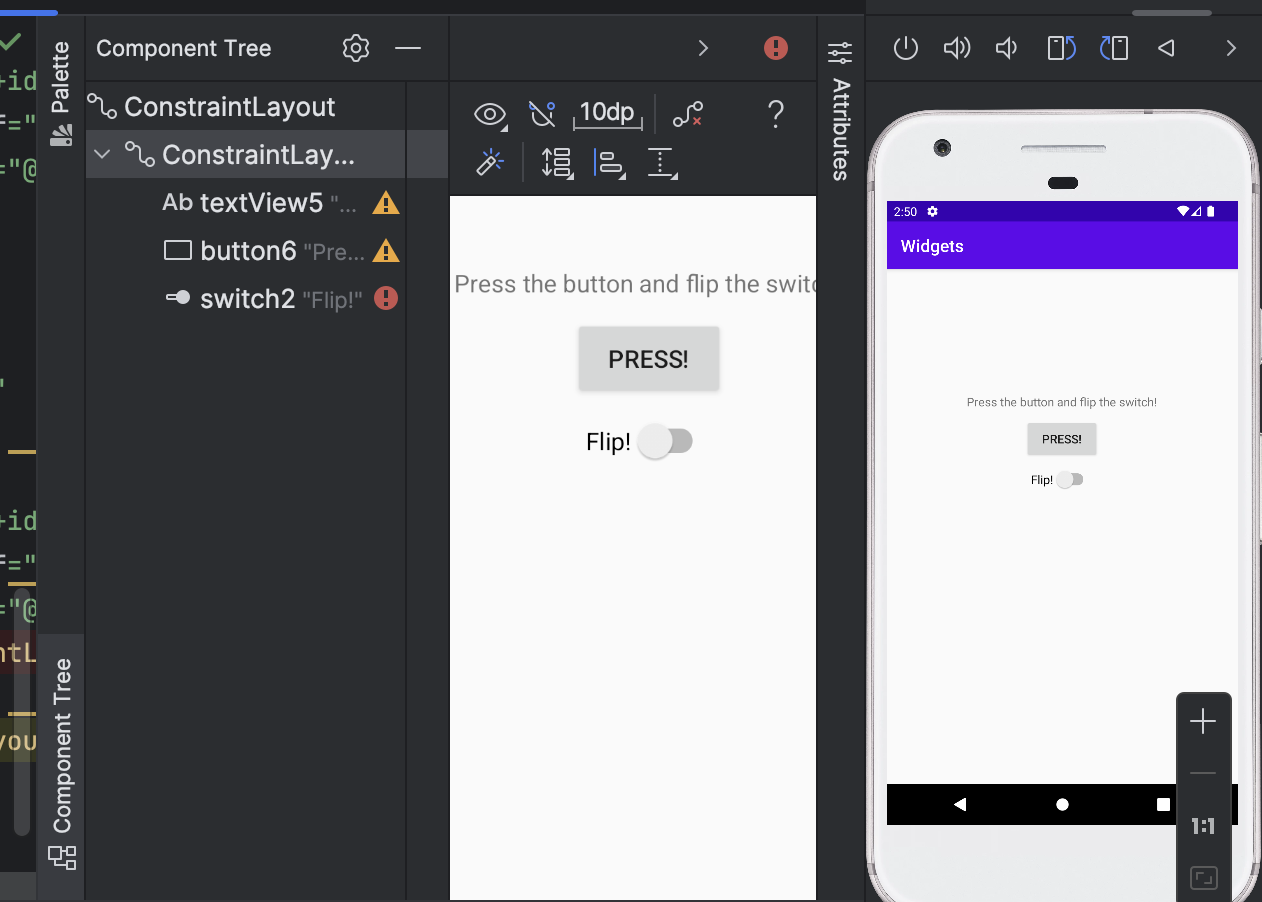 Component Tree
Palette
ConstraintLayout
ConstraintLay...
Ab textView5 "...
button6 "Pre...
switch2 "Flip!"
Component Tree
+id
="
="@
"
+id
="
="@
ntL
you
10dp
?
Press the button and flip the switc
PRESS!
Flip!
Attributes
2:50
Widgets
Press the button and flip the switch!
PRESS!
Flip!
1:1